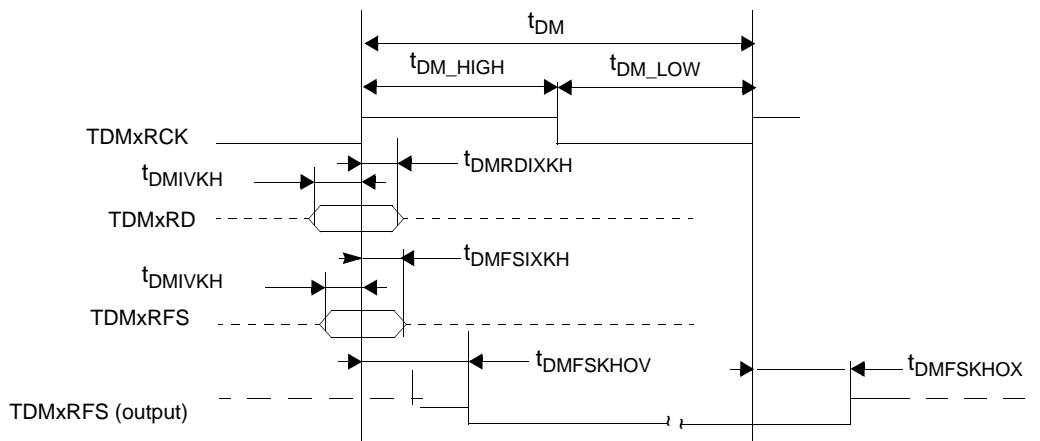 tDM
tDM_HIGH tDM_LOW
TDMxRCK
tDMRDIXKH
tDMIVKH
TDMxRD
tDMFSIXKH
tDMIVKH
TDMxRFS
tDMFSKHOV tDMFSKHOX
TDMxRFS (output)